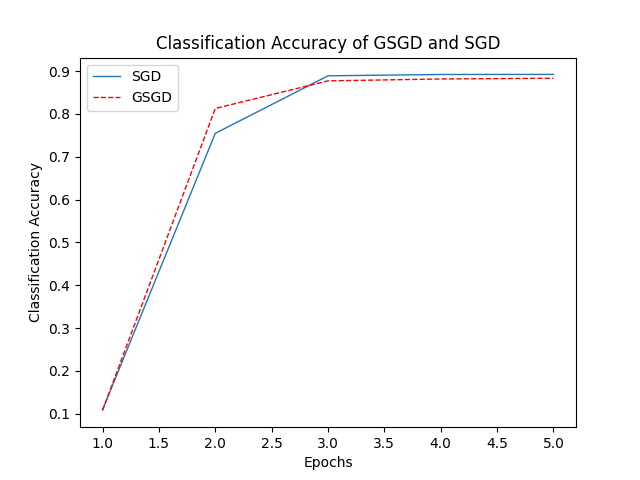 Classification Accuracy of GSGD and SGD
SGD
GSGD
Classification Accuracy
0.9
0.8
0.7
0.6
0.5
0.4
0.3
0.2
0.1
1.0 1.5 2.0 2.5 3.0 3.5 4.0 4.5 5.0
Epochs